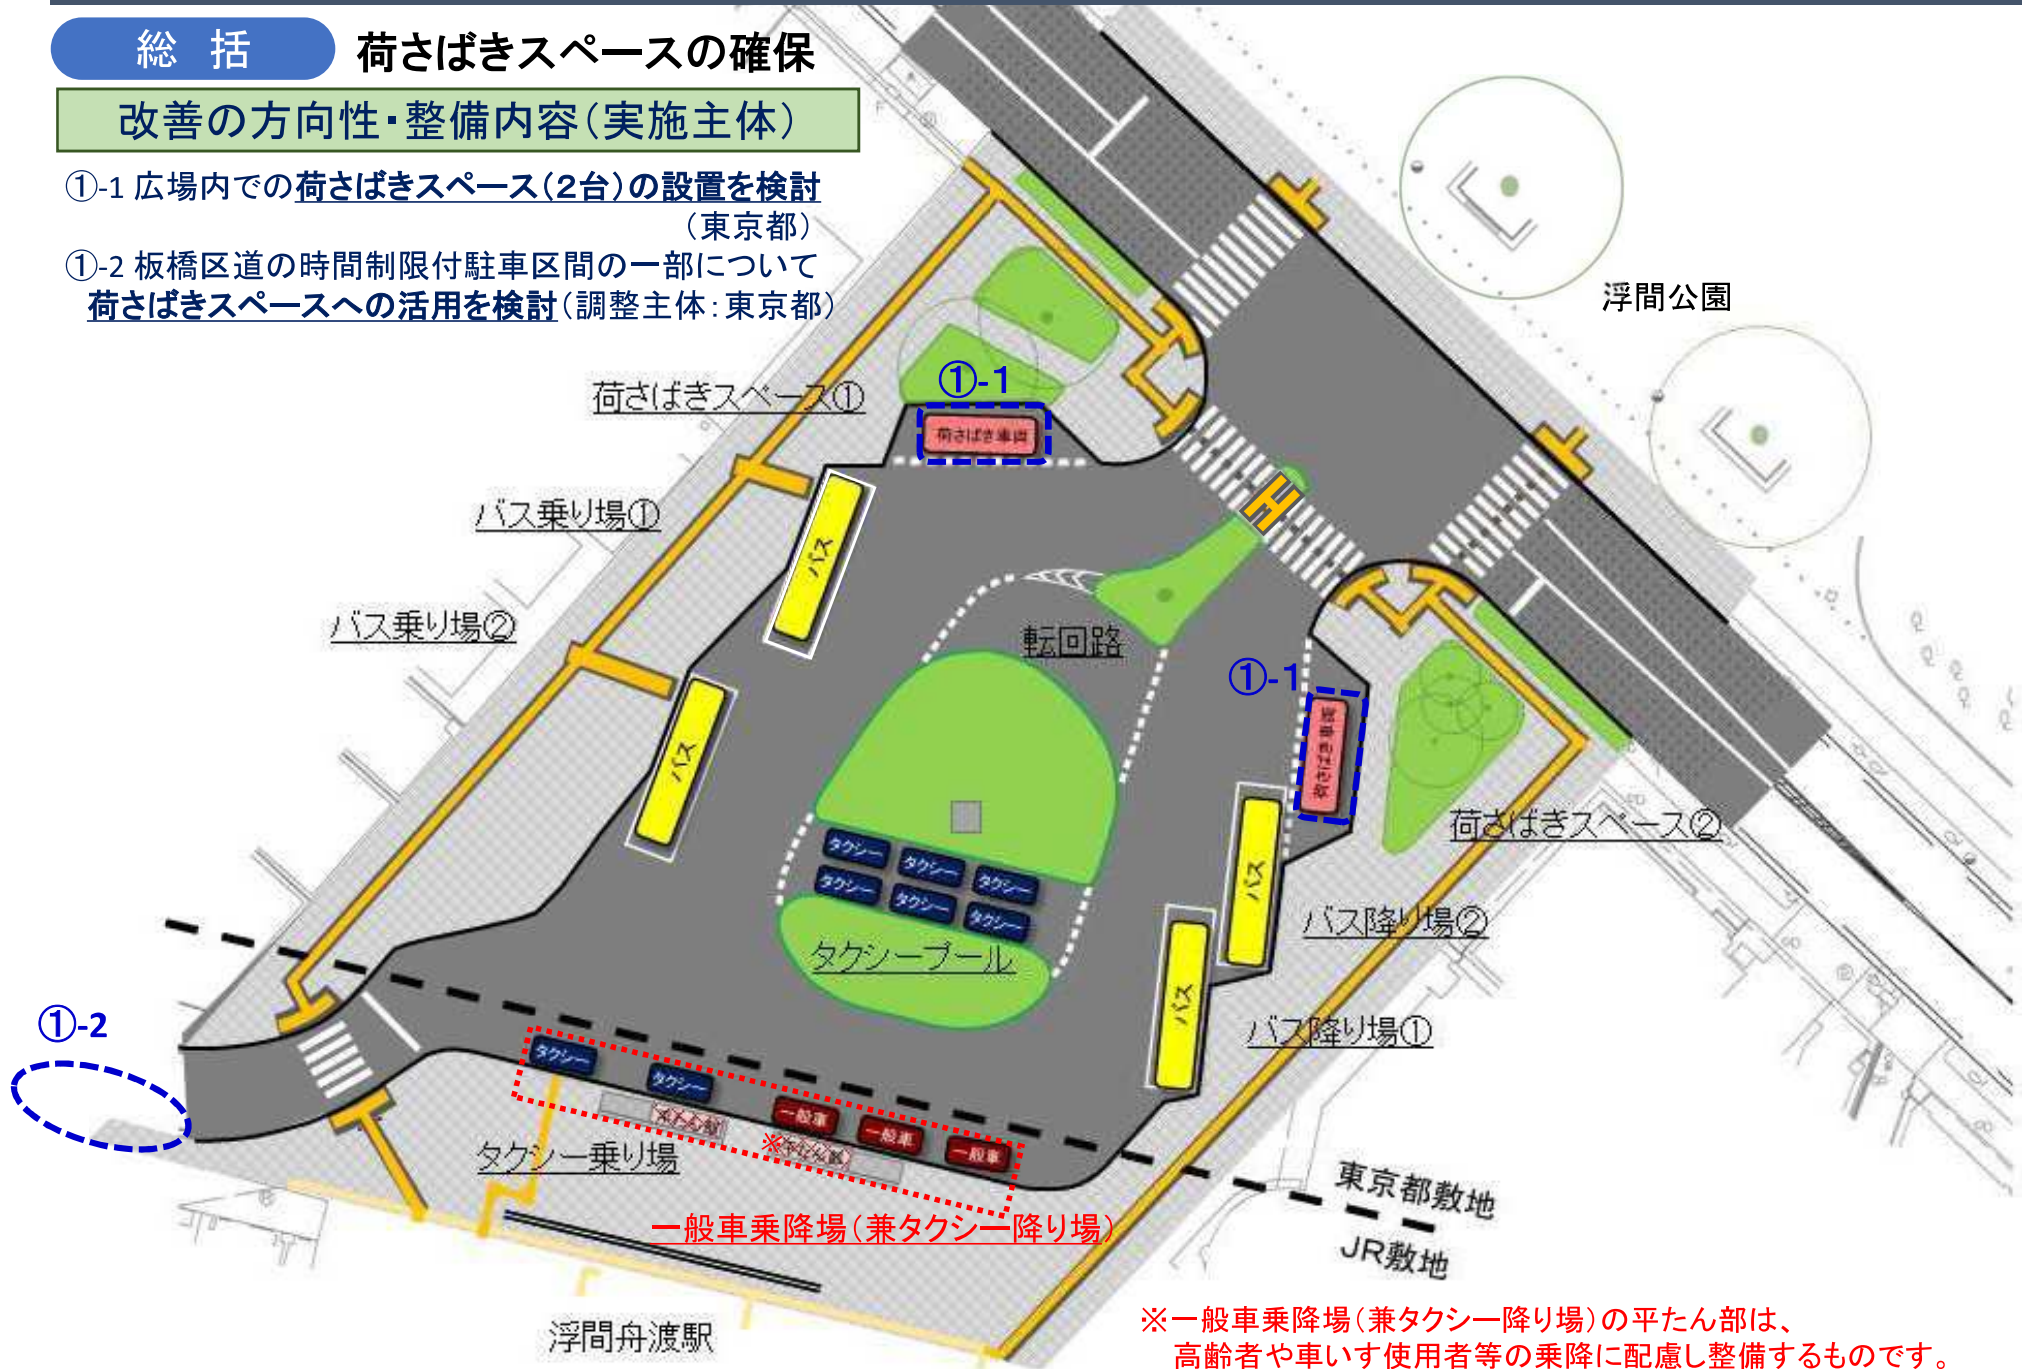 総 括
荷さばきスペースの確保
改善の方向性・整備内容(実施主体)
①-1 広場内での荷さばきスペース(2台)の設置を検討
(東京都)
①-2 板橋区道の時間制限付駐車区間の一部について
荷さばきスペースへの活用を検討(調整主体:東京都)
浮間公園
荷さばきスペース①
①-1
荷さばき車両
バス乗り場①
バス
バス乗り場②
バス
転回路
①-1
荷さばき車両
荷さばきスペース②
タクシー
タクシー
タクシー
タクシー
タクシー
タクシー
タクシープール
バス
バス降り場②
バス
バス降り場①
①-2
タクシー
タクシー
一般車
一般車
一般車
※
タクシー乗り場
一般車乗降場(兼タクシー降り場)
東京都敷地
JR敷地
浮間舟渡駅
※一般車乗降場(兼タクシー降り場)の平たん部は、
高齢者や車いす使用者等の乗降に配慮し整備するものです。